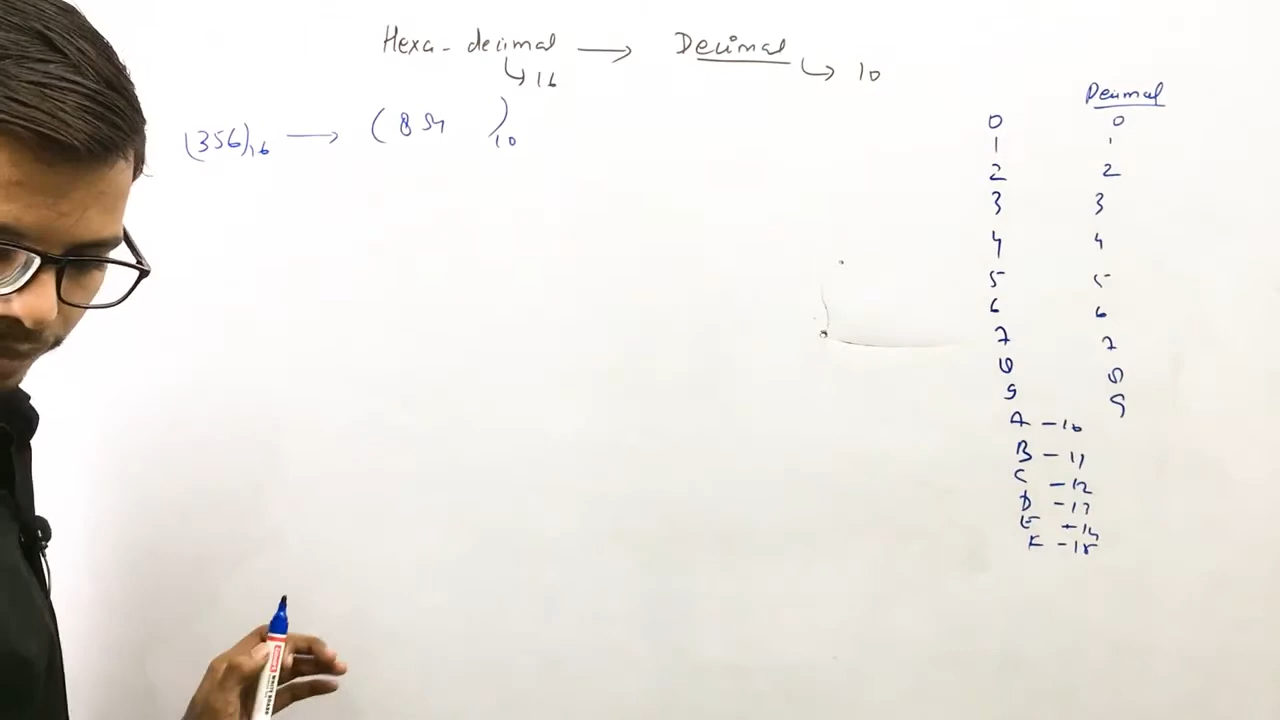 Hexa-decimal → Decimal
↳ 16 ↳ 10
(356)16 → (854)10
Decimal
0 0
1 1
2 2
3 3
4 4
5 5
6 6
7 7
8 8
9 9
A - 10
B - 11
C - 12
D - 13
E - 14
F - 15